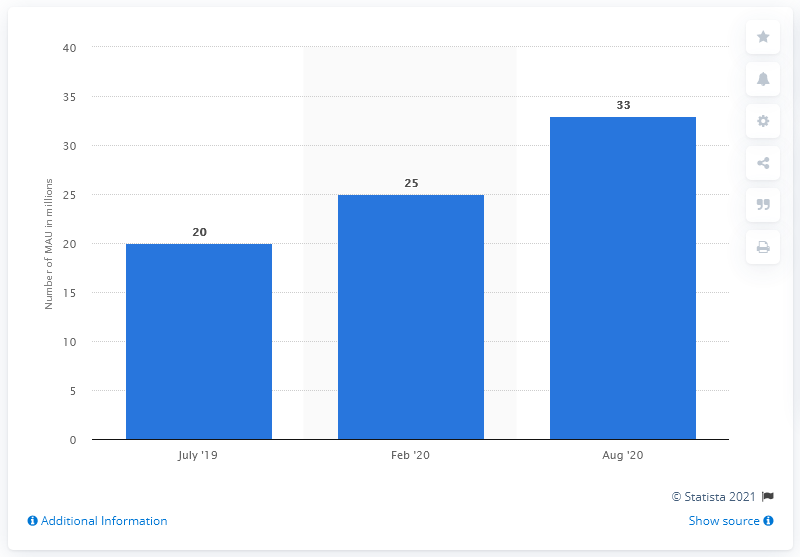 40
35
30
25
20
15
10
5
0
Number of MAU in millions
20
25
33
July '19
Feb '20
Aug '20
© Statista 2021
Additional Information
Show source